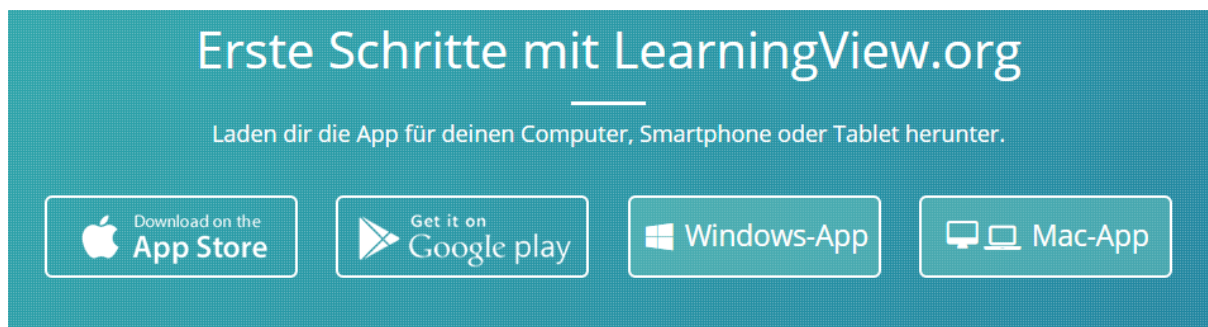 Erste Schritte mit LearningView.org
Laden dir die App für deinen Computer, Smartphone oder Tablet herunter.
Download on the
App Store
Get it on
Google play
Windows-App
Mac-App